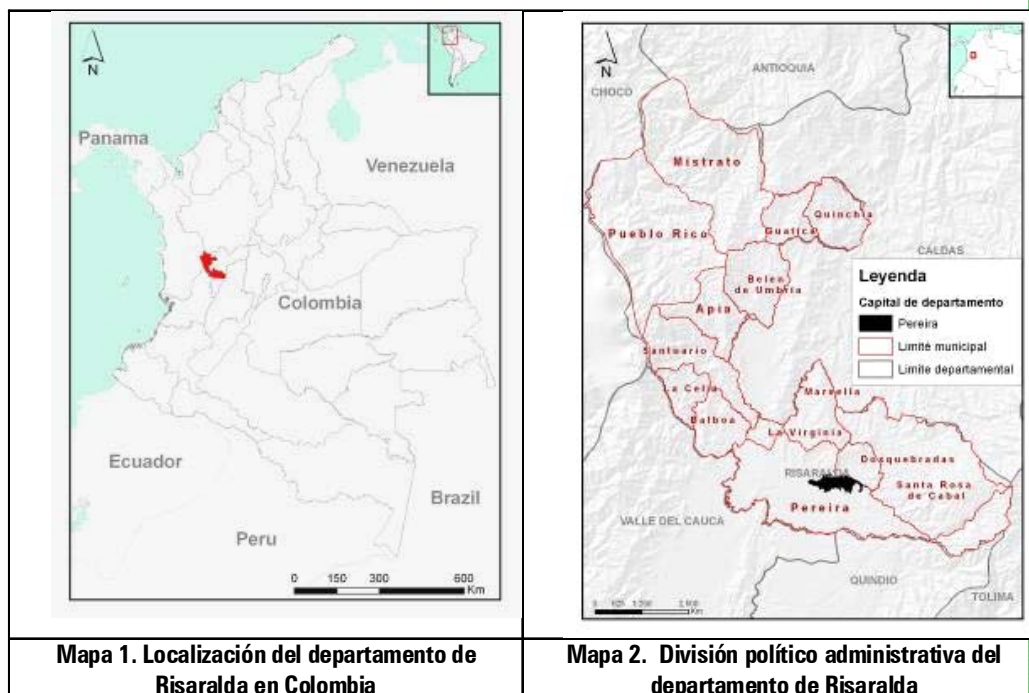 N
Panama
Venezuela
Colombia
Ecuador
Brazil
Peru
0 150 300 600
Km
N
ANTIOQUIA
CHOCO
Mistrato
Quinchia
Guatica
Pueblo Rico
CALDAS
Belen
de Umbria
Apia
Santuario
La Celia
Marsella
Balboa
La Virginia
Dosquebradas
RISARALDA
Santa Rosa
de Cabal
Pereira
VALLE DEL CAUCA
QUINDIO
TOLIMA
Km
Leyenda
Capital de departamento
Pereira
Limite municipal
Limite departamental
Mapa 1. Localización del departamento de
Risaralda en Colombia
Mapa 2. División político administrativa del
departamento de Risaralda